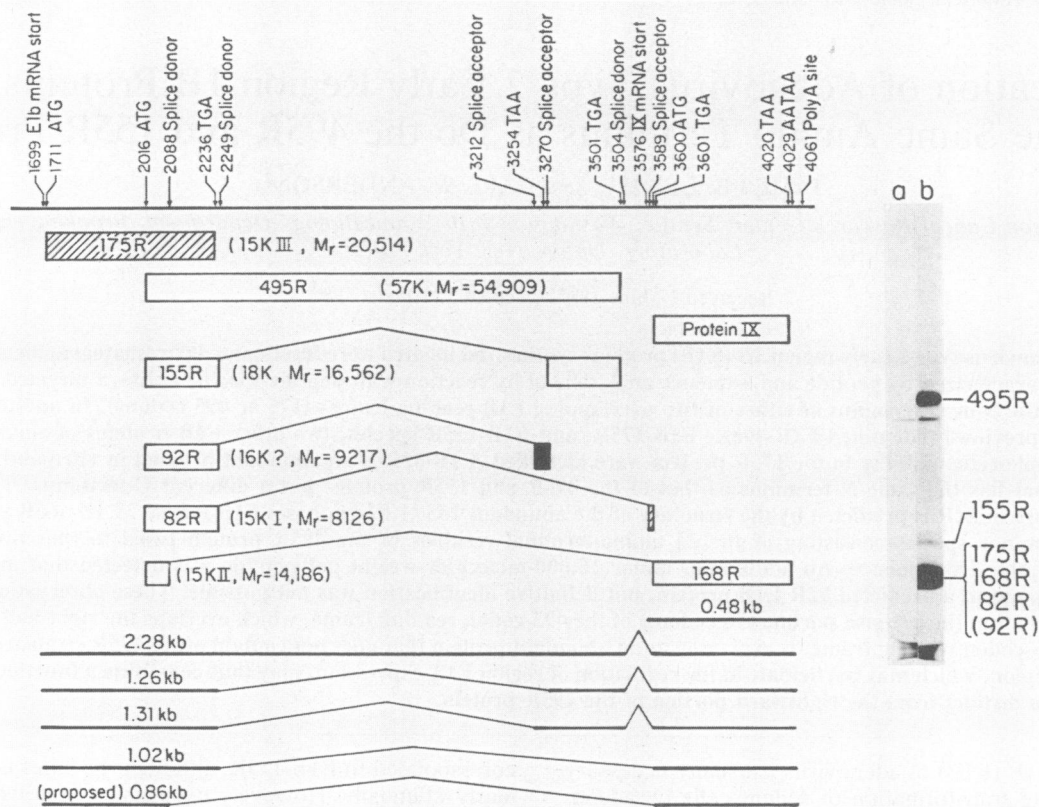 1699 E1b mRNA start
1711 ATG
2016 ATG
2088 Splice donor
2236 TGA
2249 Splice donor
3212 Splice acceptor
3254 TAA
3270 Splice acceptor
3501 TGA
3505 Splice donor
3576 IX mRNA start
3589 Splice acceptor
3600 ATG
3601 TGA
4020 TAA
4029 AATAA
4061 PolyA site
a b
175R (15K III, Mr=20,514)
495R (57K, Mr=54,909)
Protein IX
155R (18K, Mr=16,562)
92R (16K?, Mr=9217)
82R (15K I, Mr=8126)
(15K II, Mr=14,186) 168R
0.48 kb
2.28 kb
1.26 kb
1.31 kb
1.02 kb
(proposed) 0.86kb
495R
155R
175R
168R
82R
(92R)